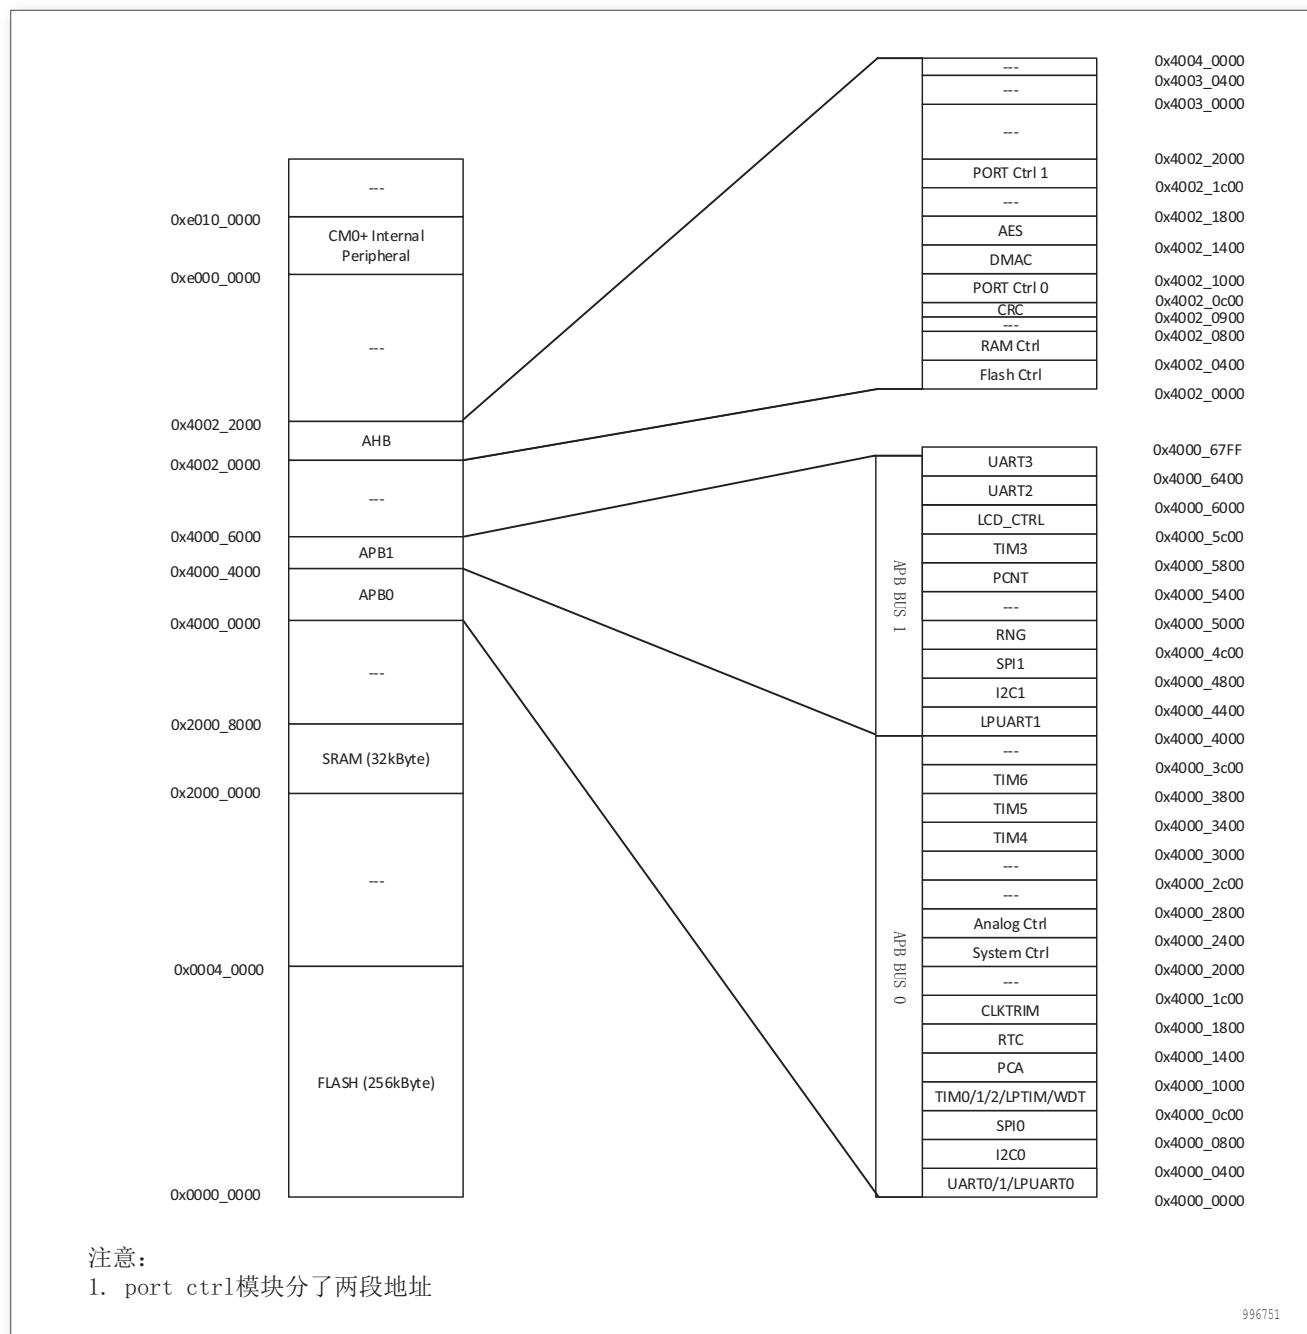 ---
0xe010_0000
CM0+ Internal
Peripheral
0xe000_0000
---
0x4002_2000
AHB
0x4002_0000
---
0x4000_6000
APB1
0x4000_4000
APB0
0x4000_0000
---
0x2000_8000
SRAM (32kByte)
0x2000_0000
---
0x0004_0000
FLASH (256kByte)
0x0000_0000
0x4004_0000
---
0x4003_0400
---
0x4003_0000
---
0x4002_2000
PORT Ctrl 1
0x4002_1c00
---
0x4002_1800
AES
0x4002_1400
DMAC
0x4002_1000
PORT Ctrl 0
0x4002_0c00
CRC
0x4002_0900
---
0x4002_0800
RAM Ctrl
0x4002_0400
Flash Ctrl
0x4002_0000
APB BUS 1
0x4000_67FF
UART3
0x4000_6400
UART2
0x4000_6000
LCD_CTRL
0x4000_5c00
TIM3
0x4000_5800
PCNT
0x4000_5400
---
0x4000_5000
RNG
0x4000_4c00
SPI1
0x4000_4800
I2C1
0x4000_4400
LPUART1
0x4000_4000
APB BUS 0
---
0x4000_3c00
TIM6
0x4000_3800
TIM5
0x4000_3400
TIM4
0x4000_3000
---
0x4000_2c00
---
0x4000_2800
Analog Ctrl
0x4000_2400
System Ctrl
0x4000_2000
---
0x4000_1c00
CLKTRIM
0x4000_1800
RTC
0x4000_1400
PCA
0x4000_1000
TIM0/1/2/LPTIM/WDT
0x4000_0c00
SPI0
0x4000_0800
I2C0
0x4000_0400
UART0/1/LPUART0
0x4000_0000
注意：
1. port ctrl模块分了两段地址
996751